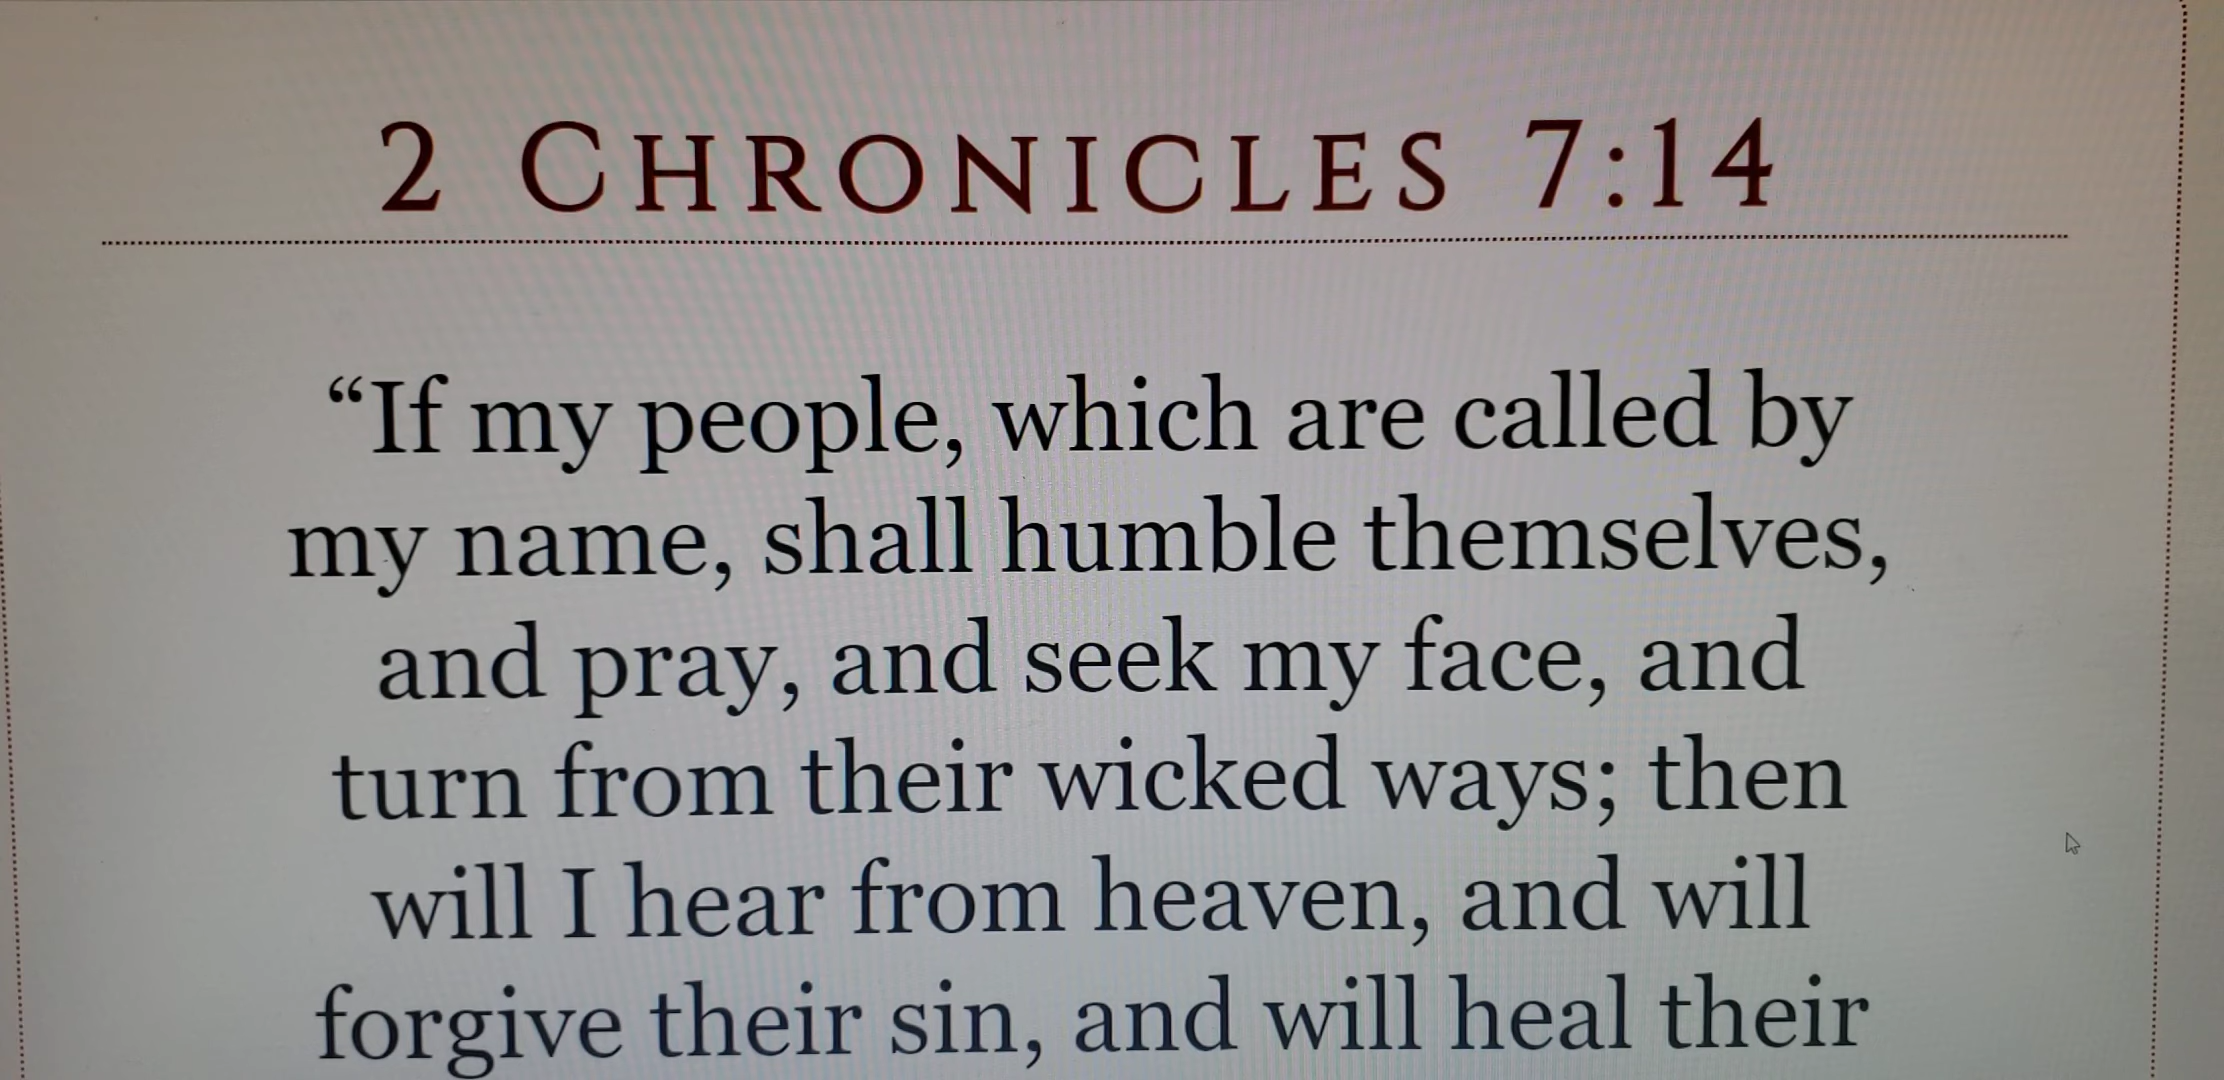 2 CHRONICLES 7:14
“If my people, which are called by
my name, shall humble themselves,
and pray, and seek my face, and
turn from their wicked ways; then
will I hear from heaven, and will
forgive their sin, and will heal their